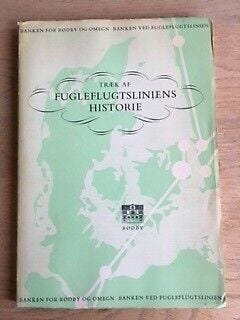 BANKEN FOR RØDBY OG OMEGN · BANKEN VED FUGLEFLUGTSLINIEN
TRÆK AF
FUGLEFLUGTSLINIENS
HISTORIE
RØDBY
BANKEN FOR RØDBY OG OMEGN · BANKEN VED FUGLEFLUGTSLINIEN